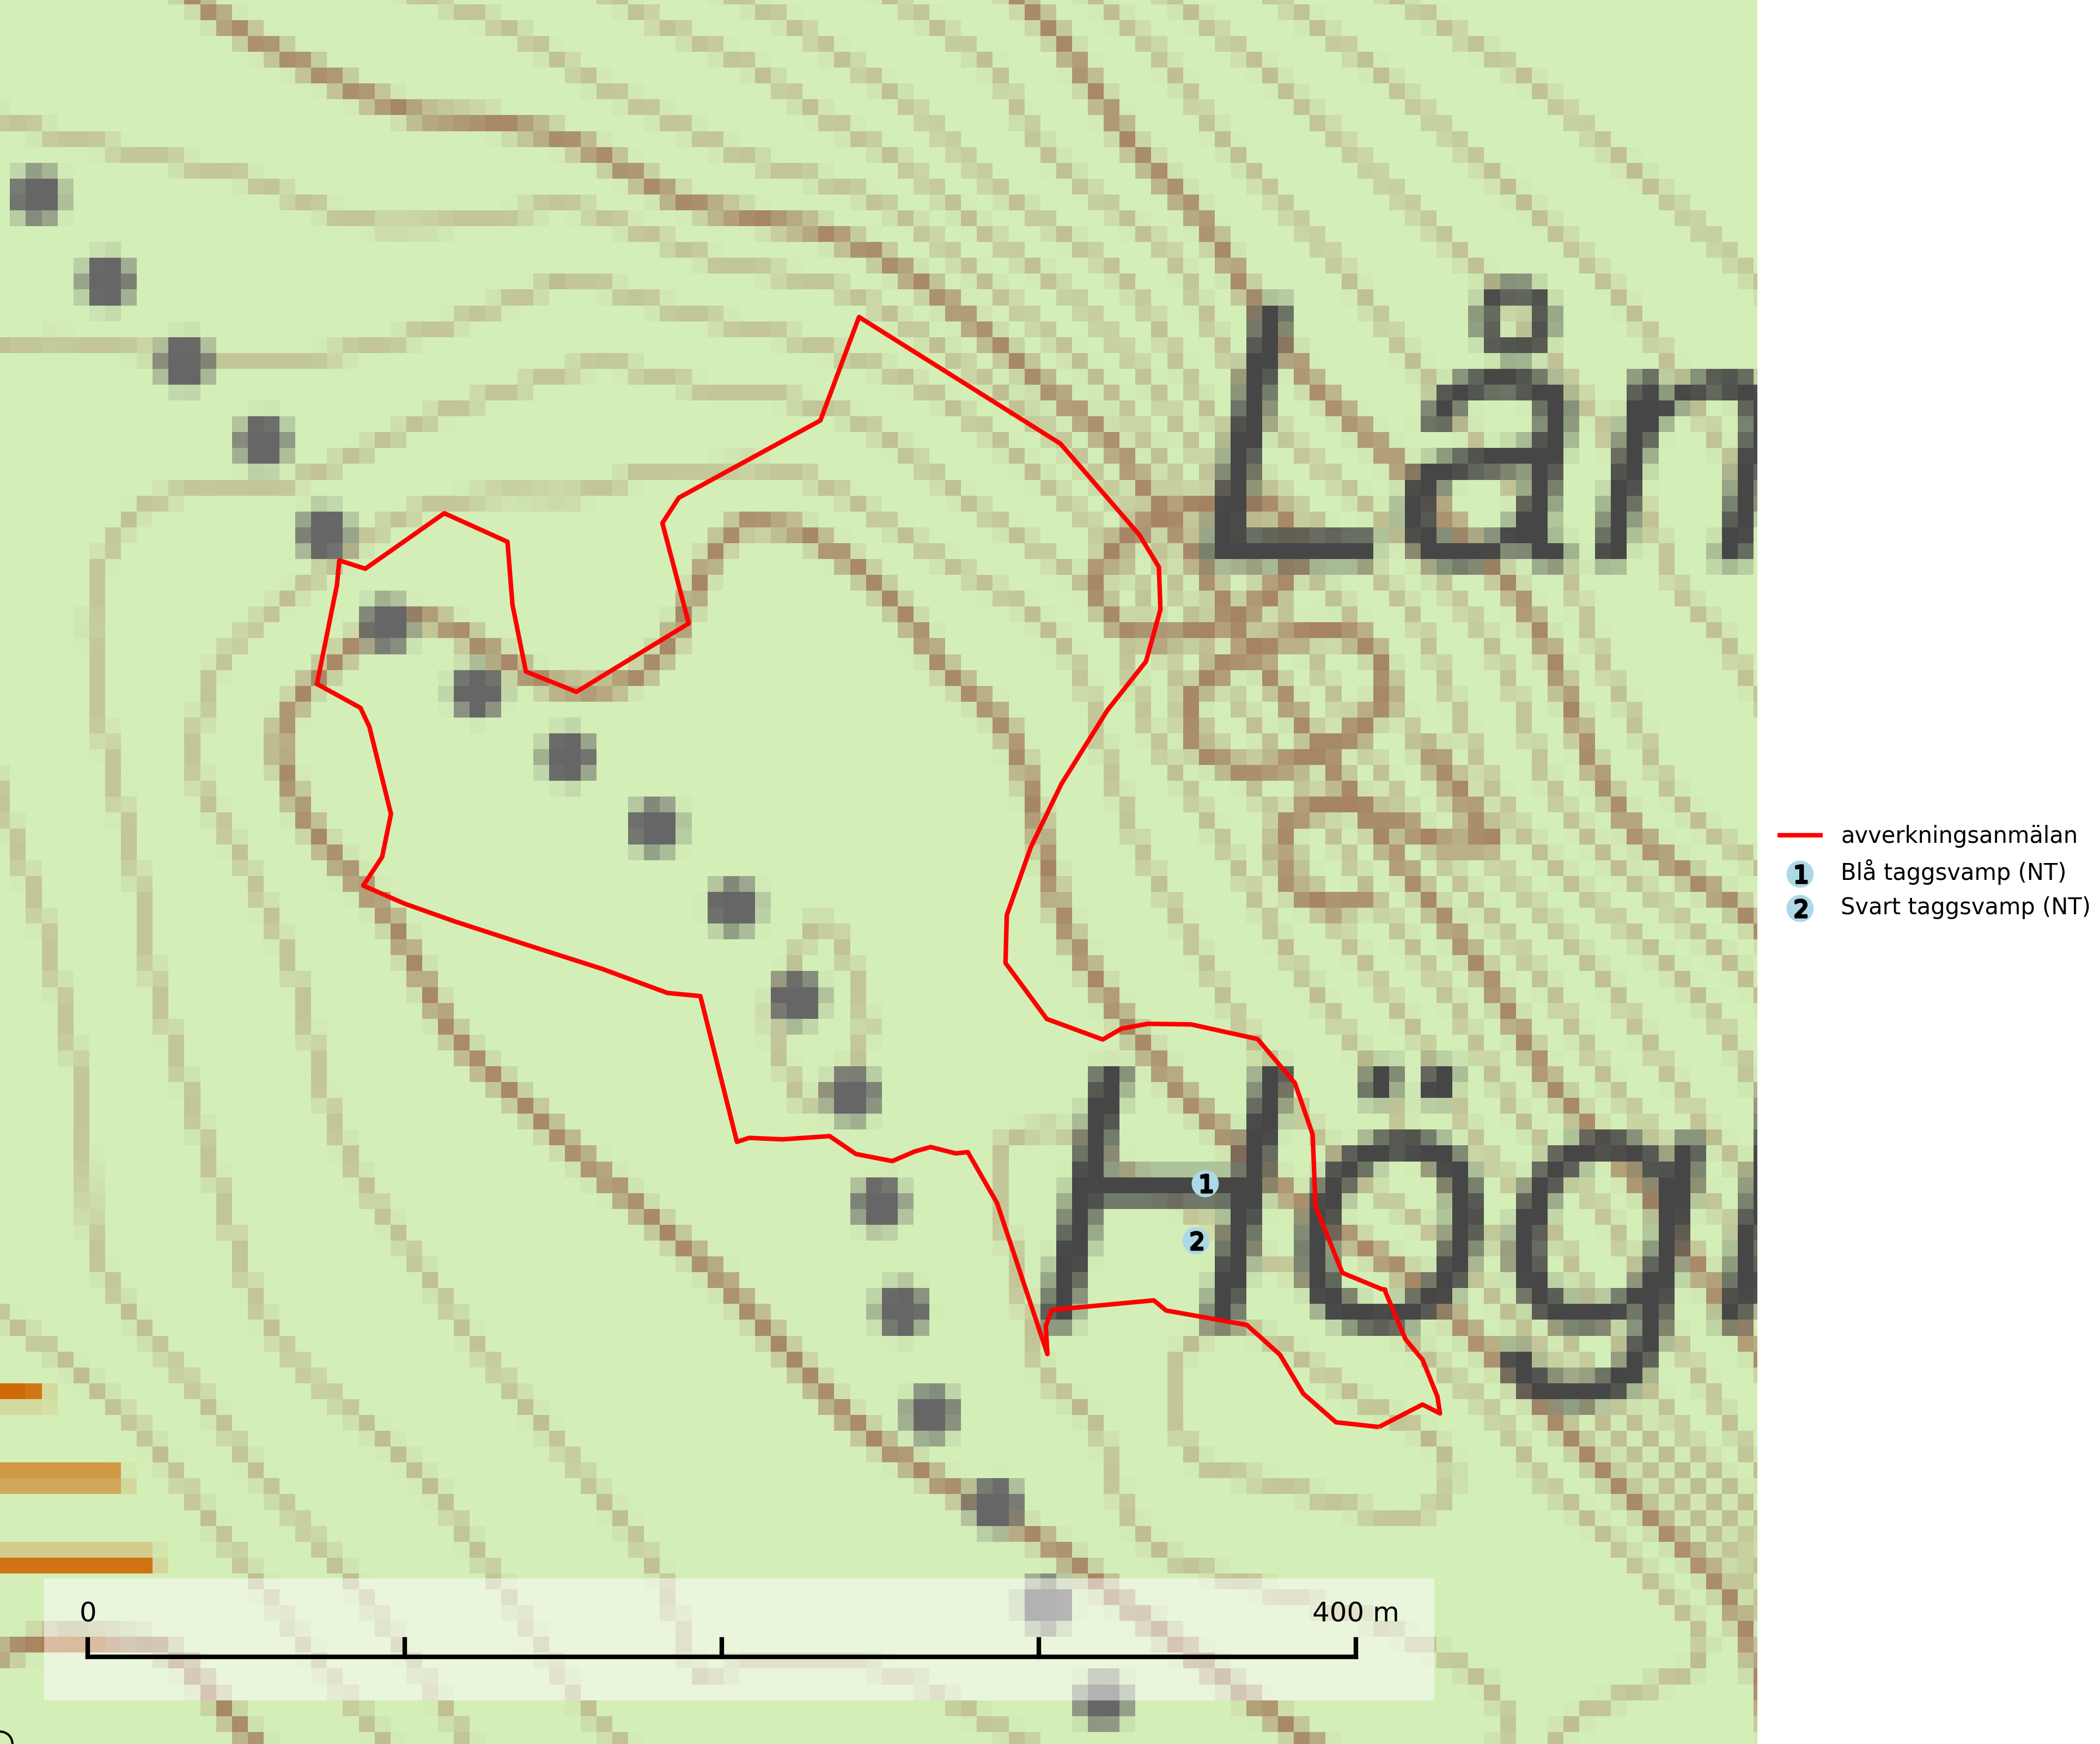 Lån
Hög
avverkningsanmälan
1 Blå taggsvamp (NT)
2 Svart taggsvamp (NT)
1
2
0 400 m